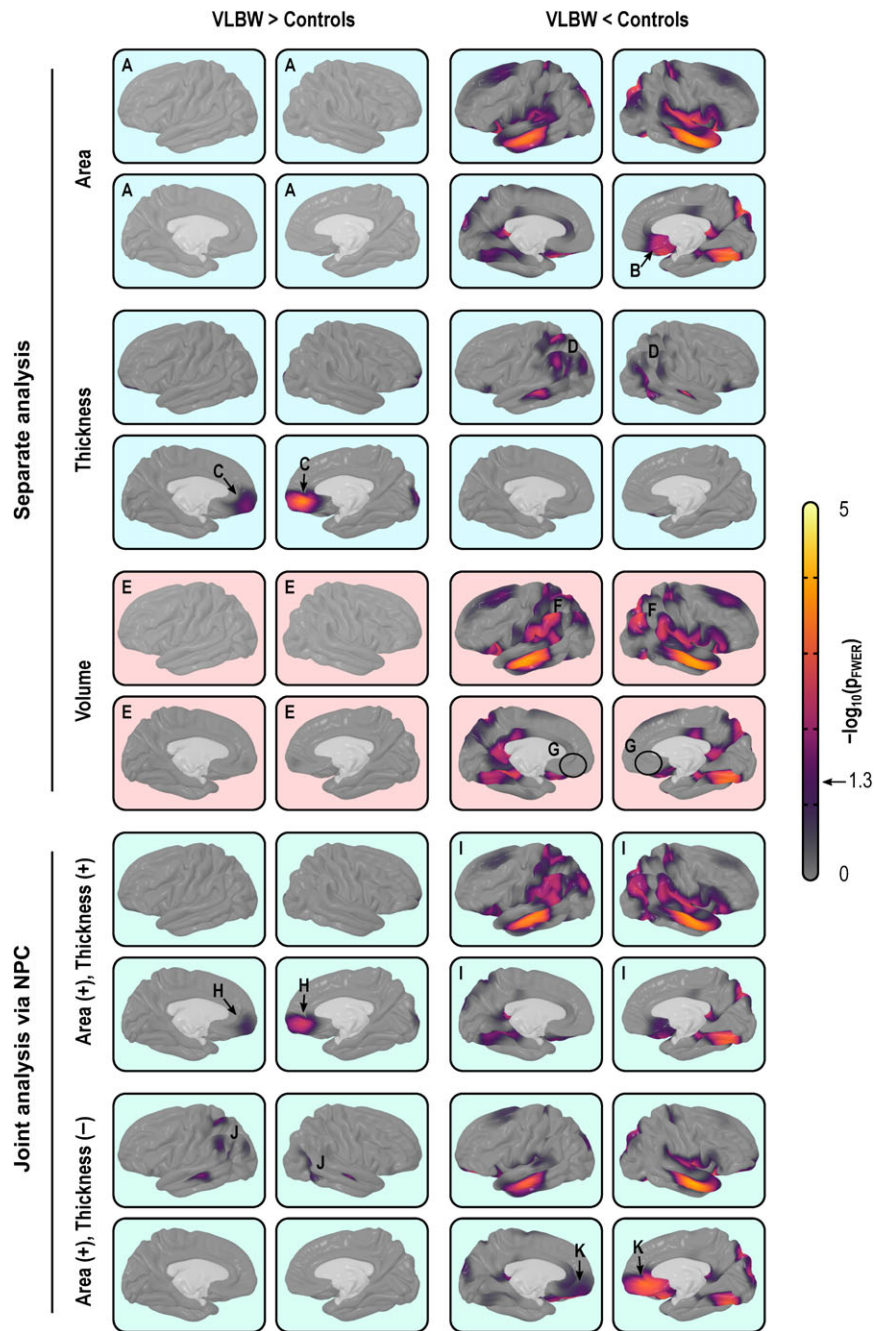 VLBW > Controls VLBW < Controls
Separate analysis
Area
A A
A A B
Thickness
D D
C C
Volume
E E F F
E E G G
Joint analysis via NPC
Area (+), Thickness (+)
I I
H H I I
Area (+), Thickness (−)
J J
K K
5
−log10(pFWER)
1.3
0